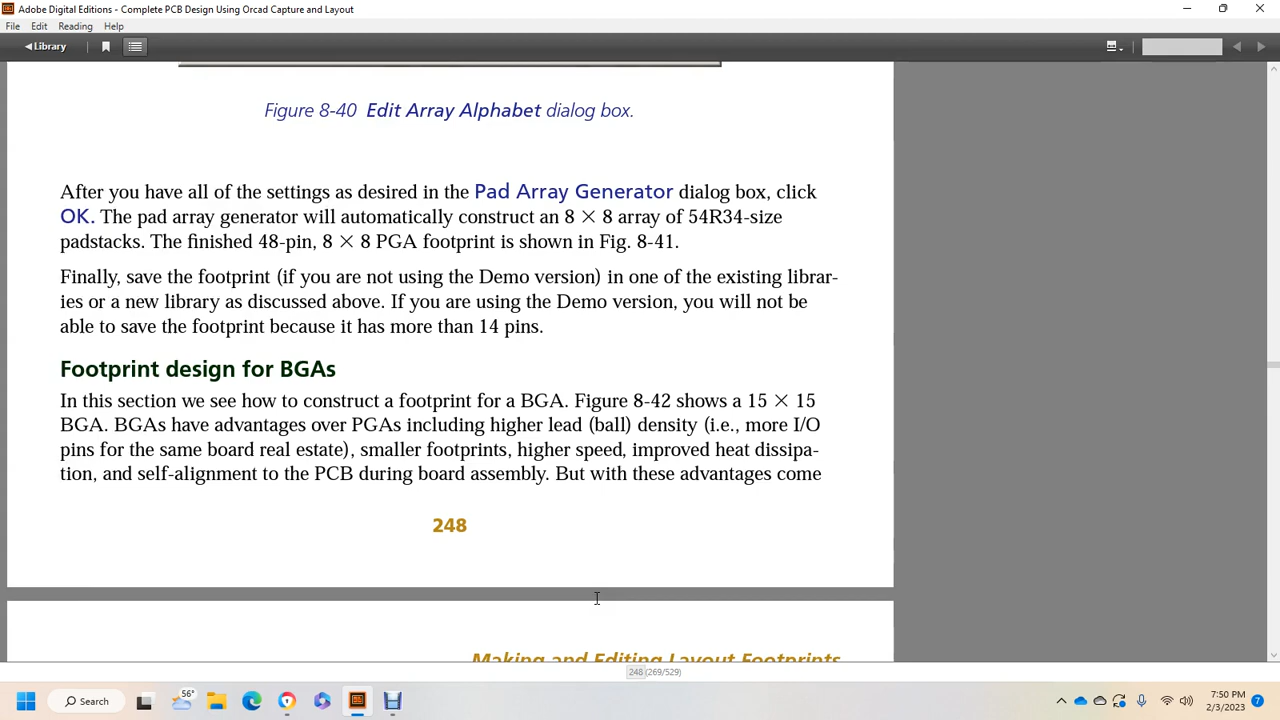 Adobe Digital Editions - Complete PCB Design Using Orcad Capture and Layout
File Edit Reading Help
Library
Figure 8-40 Edit Array Alphabet dialog box.
After you have all of the settings as desired in the Pad Array Generator dialog box, click
OK. The pad array generator will automatically construct an 8 × 8 array of 54R34-size
padstacks. The finished 48-pin, 8 × 8 PGA footprint is shown in Fig. 8-41.
Finally, save the footprint (if you are not using the Demo version) in one of the existing librar-
ies or a new library as discussed above. If you are using the Demo version, you will not be
able to save the footprint because it has more than 14 pins.
Footprint design for BGAs
In this section we see how to construct a footprint for a BGA. Figure 8-42 shows a 15 × 15
BGA. BGAs have advantages over PGAs including higher lead (ball) density (i.e., more I/O
pins for the same board real estate), smaller footprints, higher speed, improved heat dissipa-
tion, and self-alignment to the PCB during board assembly. But with these advantages come
248
Making and Editing Layout Footprints
248 (269/529)
Search
56°
7:50 PM
2/3/2023
7